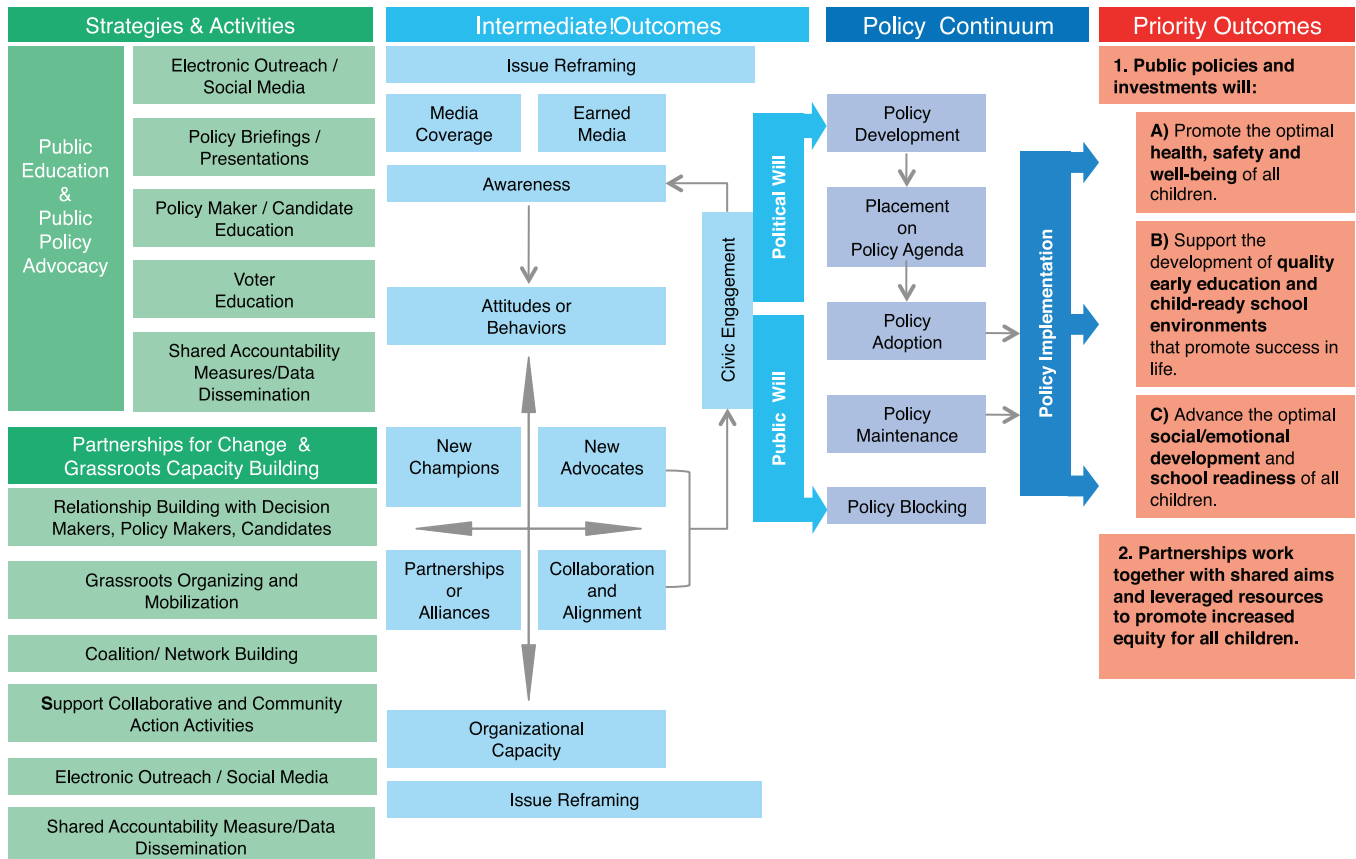 Strategies & Activities
Public
Education
&
Public
Policy
Advocacy
Electronic Outreach /
Social Media
Policy Briefings /
Presentations
Policy Maker / Candidate
Education
Voter
Education
Shared Accountability
Measures/Data
Dissemination
Partnerships for Change &
Grassroots Capacity Building
Relationship Building with Decision
Makers, Policy Makers, Candidates
Grassroots Organizing and
Mobilization
Coalition/ Network Building
Support Collaborative and Community
Action Activities
Electronic Outreach / Social Media
Shared Accountability Measure/Data
Dissemination
Intermediate!Outcomes
Issue Reframing
Media
Coverage
Earned
Media
Awareness
Attitudes or
Behaviors
New
Champions
New
Advocates
Partnerships
or
Alliances
Collaboration
and
Alignment
Organizational
Capacity
Issue Reframing
Civic Engagement
Political Will
Public Will
Policy Continuum
Policy
Development
Placement
on
Policy Agenda
Policy
Adoption
Policy
Maintenance
Policy Blocking
Policy Implementation
Priority Outcomes
1. Public policies and
investments will:
A) Promote the optimal
health, safety and
well-being of all
children.
B) Support the
development of quality
early education and
child-ready school
environments
that promote success in
life.
C) Advance the optimal
social/emotional
development and
school readiness of all
children.
2. Partnerships work
together with shared aims
and leveraged resources
to promote increased
equity for all children.